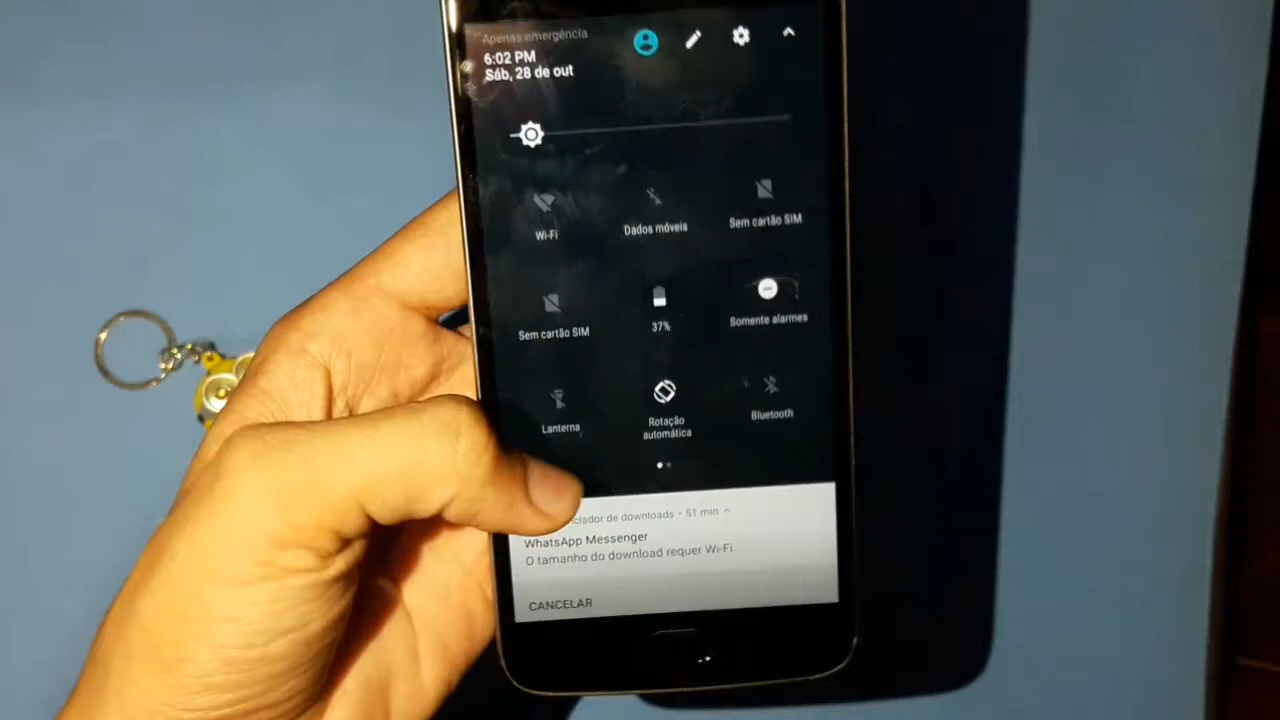 Apenas emergência
6:02 PM
Sáb, 28 de out
Wi-Fi
Dados móveis
Sem cartão SIM
Sem cartão SIM
37%
Somente alarmes
Lanterna
Rotação
automática
Bluetooth
de downloads • 51 min
WhatsApp Messenger
O tamanho do download requer Wi-Fi
CANCELAR